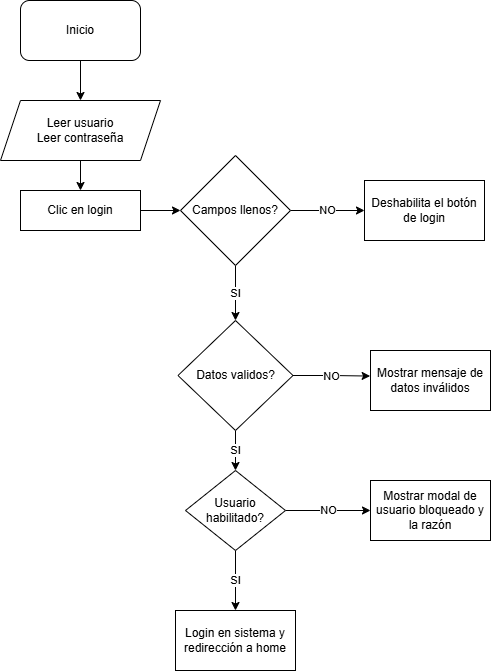 Inicio
Leer usuario
Leer contraseña
Clic en login
Campos llenos?
NO
Deshabilita el botón
de login
SI
Datos validos?
NO
Mostrar mensaje de
datos inválidos
SI
Usuario
habilitado?
NO
Mostrar modal de
usuario bloqueado y
la razón
SI
Login en sistema y
redirección a home